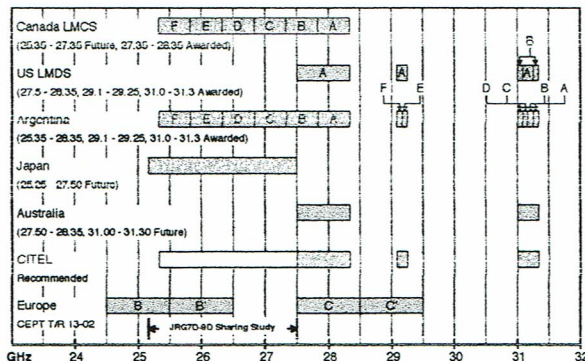 Canada LMCS
F E D C B A
(25.35 - 27.35 Future, 27.35 - 28.35 Awarded)
B
US LMDS
A A A
(27.5 - 28.35, 29.1 - 29.25, 31.0 - 31.3 Awarded)
F E D C B A
Argentina
F E D C B A
(25.35 - 28.35, 29.1 - 29.25, 31.0 - 31.3 Awarded)
Japan
(25.25 - 27.50 Future)
Australia
(27.50 - 28.35, 31.00 - 31.30 Future)
CITEL
Recommended
Europe
B B' C C'
CEPT T/R 13-02
JRG7D-9D Sharing Study
GHz 24 25 26 27 28 29 30 31 32